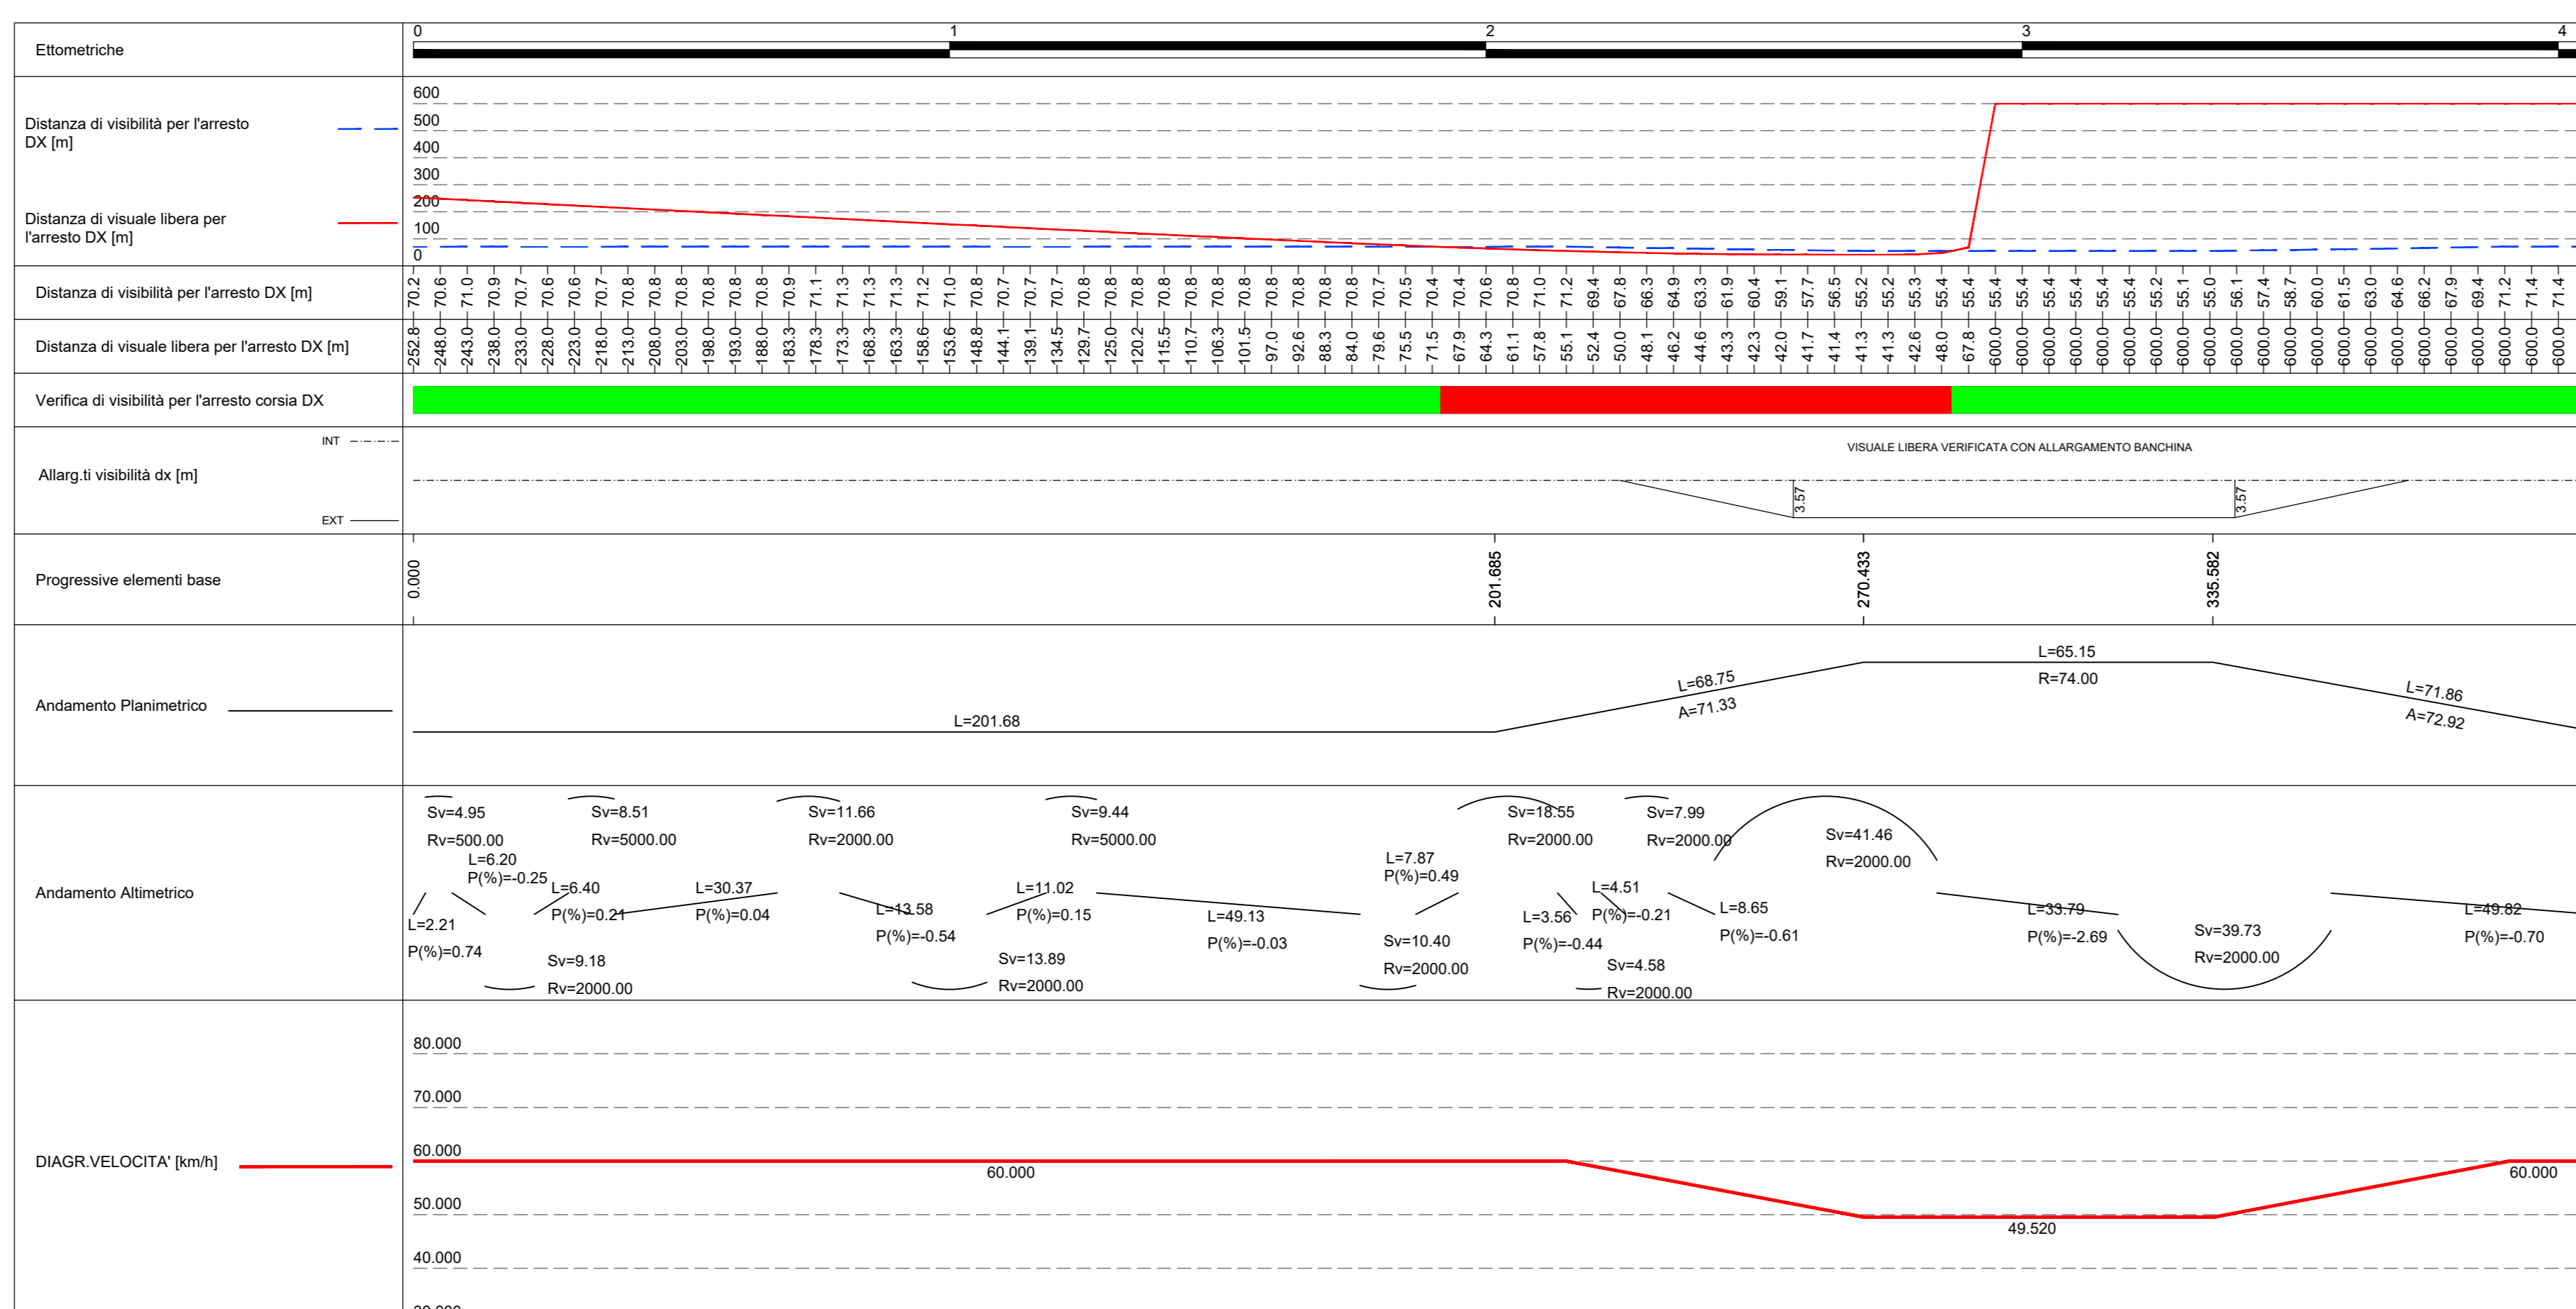 Ettometriche
0 1 2 3 4
Distanza di visibilità per l'arresto
DX [m]
Distanza di visuale libera per
l'arresto DX [m]
600
500
400
300
200
100
0
Distanza di visibilità per l'arresto DX [m]
70.2 70.6 71.0 70.9 70.7 70.6 70.6 70.7 70.8 70.8 70.8 70.8 70.8 70.8 70.9 71.1 71.3 71.3 71.3 71.2 71.0 70.8 70.7 70.7 70.7 70.8 70.8 70.8 70.8 70.8 70.8 70.8 70.8 70.8 70.8 70.8 70.7 70.5 70.4 70.4 70.6 70.8 71.0 71.2 69.4 67.8 66.3 64.9 63.3 61.9 60.4 59.1 57.7 56.5 55.2 55.2 55.3 55.4 55.4 55.4 55.4 55.4 55.4 55.4 55.4 55.2 55.1 55.0 56.1 57.4 58.7 60.0 61.5 63.0 64.6 66.2 67.9 69.4 71.2 71.4 71.4
Distanza di visuale libera per l'arresto DX [m]
252.8 248.0 243.0 238.0 233.0 228.0 223.0 218.0 213.0 208.0 203.0 198.0 193.0 188.0 183.3 178.3 173.3 168.3 163.3 158.6 153.6 148.8 144.1 139.1 134.5 129.7 125.0 120.2 115.5 110.7 106.3 101.5 97.0 92.6 88.3 84.0 79.6 75.5 71.5 67.9 64.3 61.1 57.8 55.1 52.4 50.0 48.1 46.2 44.6 43.3 42.3 42.0 41.7 41.4 41.3 41.3 42.6 48.0 67.8 600.0 600.0 600.0 600.0 600.0 600.0 600.0 600.0 600.0 600.0 600.0 600.0 600.0 600.0 600.0 600.0 600.0 600.0 600.0 600.0 600.0 600.0
Verifica di visibilità per l'arresto corsia DX
INT
Allarg.ti visibilità dx [m]
EXT
VISUALE LIBERA VERIFICATA CON ALLARGAMENTO BANCHINA
3.57 3.57
Progressive elementi base
0.000 201.685 270.433 335.582
Andamento Planimetrico
L=201.68
L=68.75
A=71.33
L=65.15
R=74.00
L=71.86
A=72.92
Andamento Altimetrico
Sv=4.95
Rv=500.00
Sv=8.51
Rv=5000.00
Sv=11.66
Rv=2000.00
Sv=9.44
Rv=5000.00
Sv=18.55
Rv=2000.00
Sv=7.99
Rv=2000.00
Sv=41.46
Rv=2000.00
L=2.21
P(%)=0.74
L=6.20
P(%)=-0.25
L=6.40
P(%)=0.21
L=30.37
P(%)=0.04
L=13.58
P(%)=-0.54
L=11.02
P(%)=0.15
L=49.13
P(%)=-0.03
L=7.87
P(%)=0.49
L=3.56
P(%)=-0.44
L=4.51
P(%)=-0.21
L=8.65
P(%)=-0.61
L=33.79
P(%)=-2.69
L=49.82
P(%)=-0.70
Sv=9.18
Rv=2000.00
Sv=13.89
Rv=2000.00
Sv=10.40
Rv=2000.00
Sv=4.58
Rv=2000.00
Sv=39.73
Rv=2000.00
DIAGR.VELOCITA' [km/h]
80.000
70.000
60.000
50.000
40.000
60.000
49.520
60.000